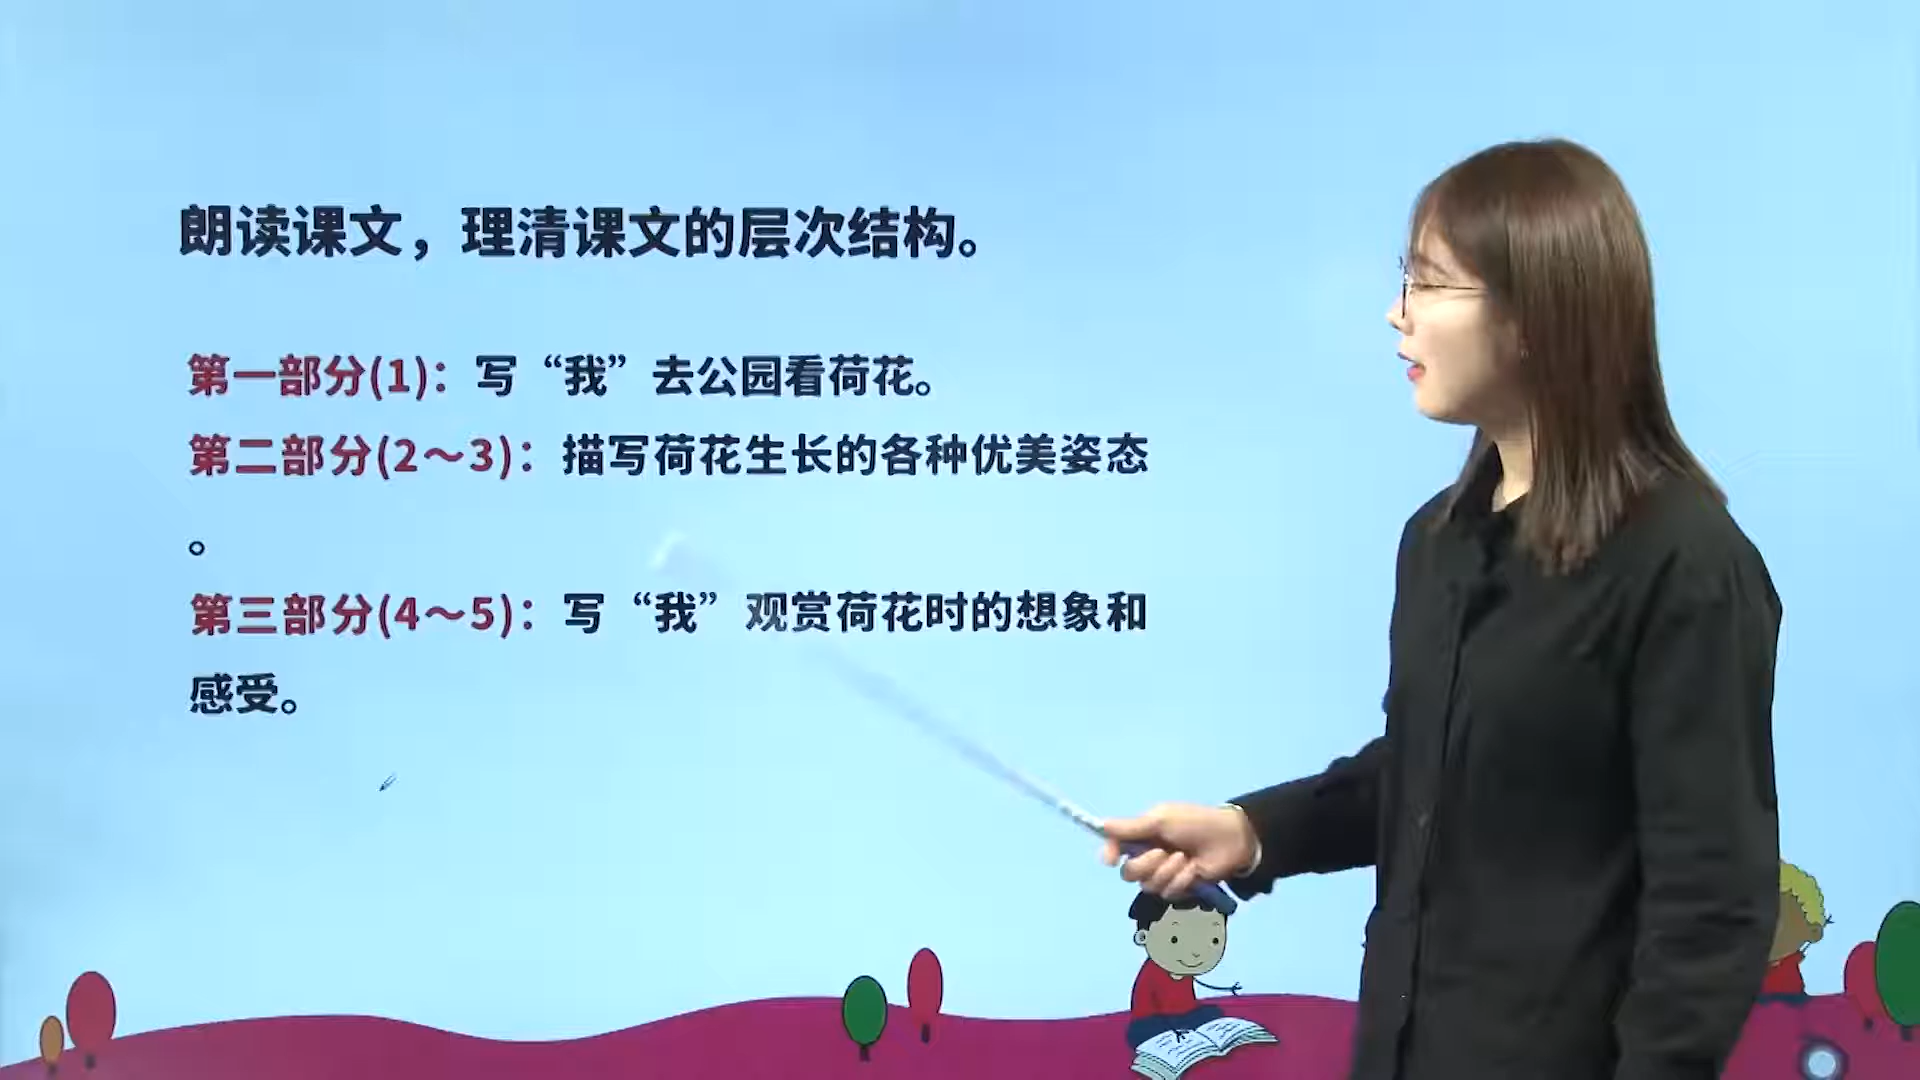 朗读课文，理清课文的层次结构。
第一部分(1)：写“我”去公园看荷花。
第二部分(2～3)：描写荷花生长的各种优美姿态
。
第三部分(4～5)：写“我”观赏荷花时的想象和
感受。